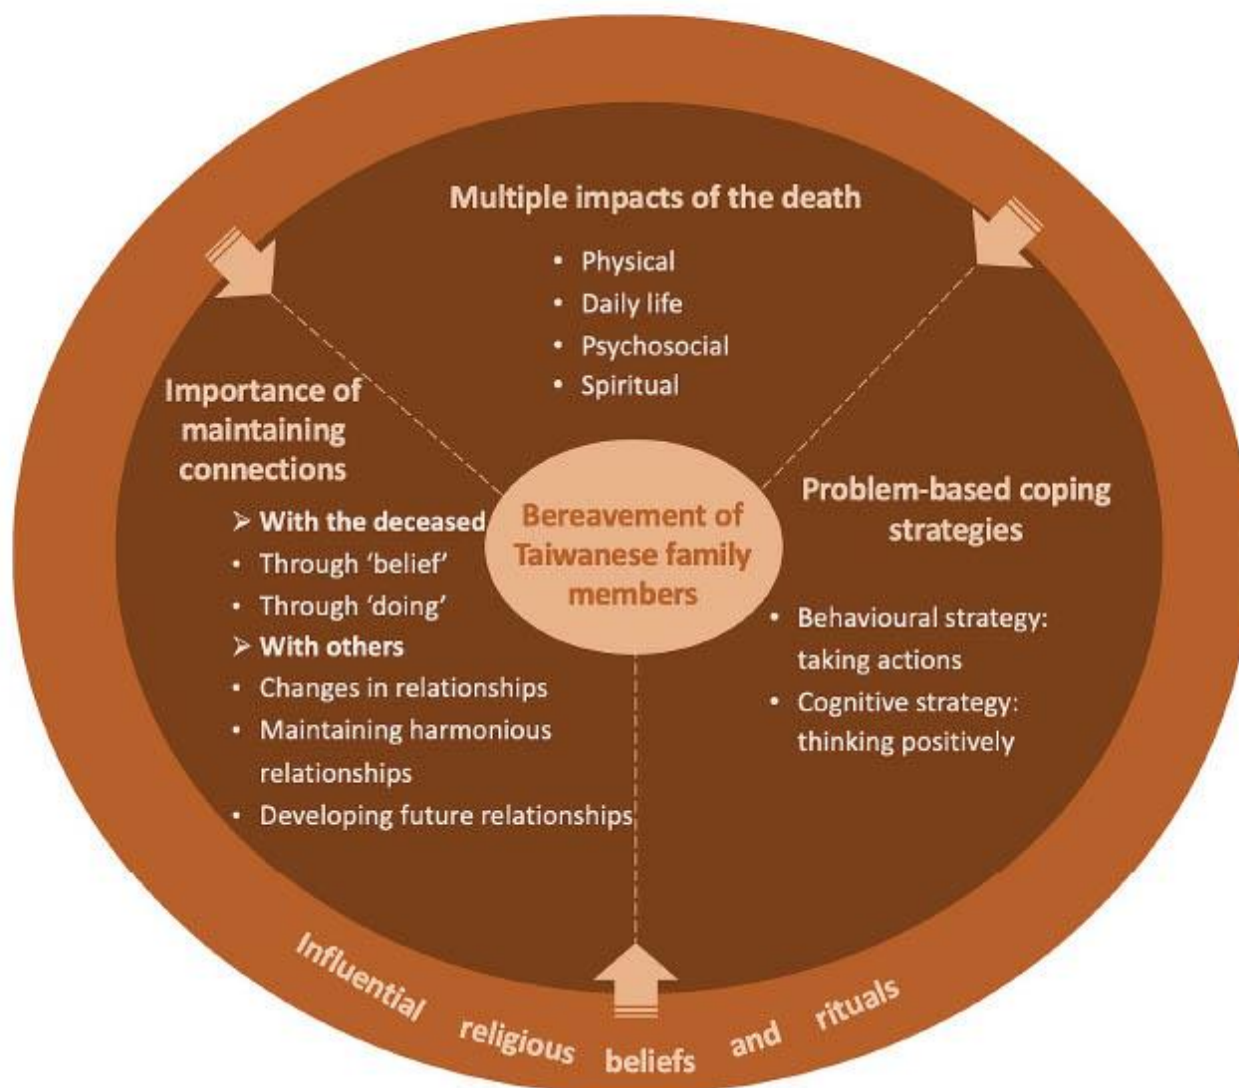 Multiple impacts of the death
• Physical
• Daily life
• Psychosocial
• Spiritual
Importance of
maintaining
connections
➢ With the deceased
• Through ‘belief’
• Through ‘doing’
➢ With others
• Changes in relationships
• Maintaining harmonious
relationships
• Developing future relationships
Bereavement of
Taiwanese family
members
Problem-based coping
strategies
• Behavioural strategy:
taking actions
• Cognitive strategy:
thinking positively
Influential religious beliefs and rituals